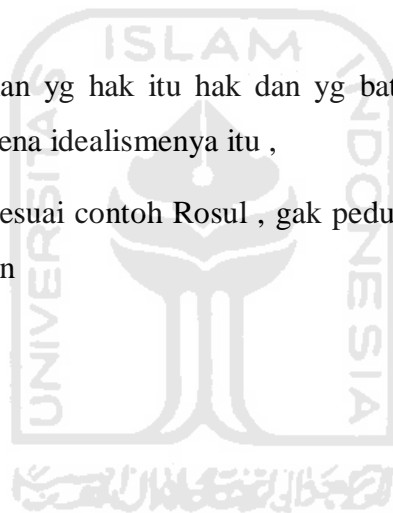 ISLAM
UNIVERSITAS
INDONESIA
an yg hak itu hak dan yg bat
ena idealismenya itu ,
esuai contoh Rosul , gak pedu
n